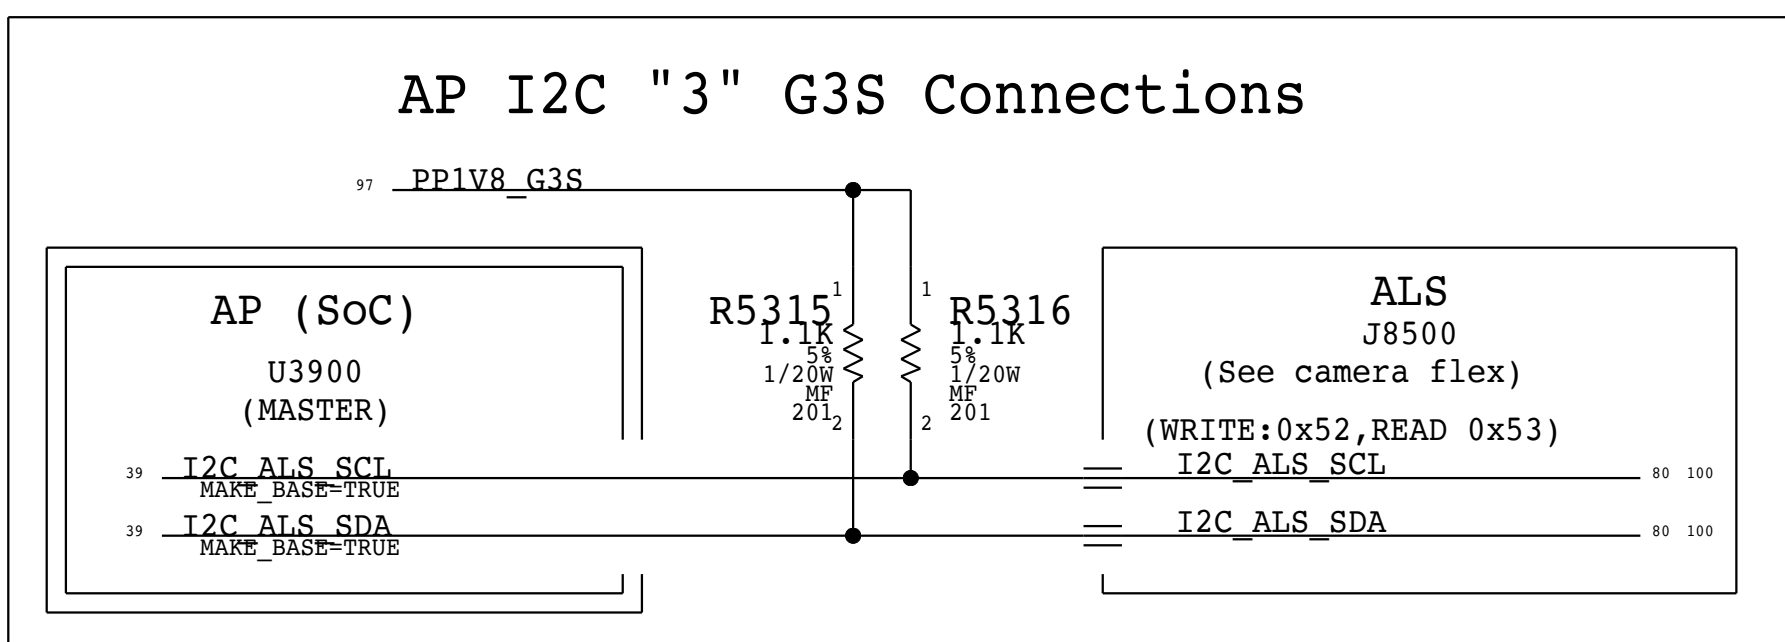 AP I2C "3" G3S Connections
97 PP1V8_G3S
AP (SoC)
U3900
(MASTER)
39 I2C_ALS_SCL
MAKE_BASE=TRUE
39 I2C_ALS_SDA
MAKE_BASE=TRUE
1
R5315
1.1K
5%
1/20W
MF
201
2
1
R5316
1.1K
5%
1/20W
MF
201
2
ALS
J8500
(See camera flex)
(WRITE:0x52,READ 0x53)
I2C_ALS_SCL 80 100
I2C_ALS_SDA 80 100